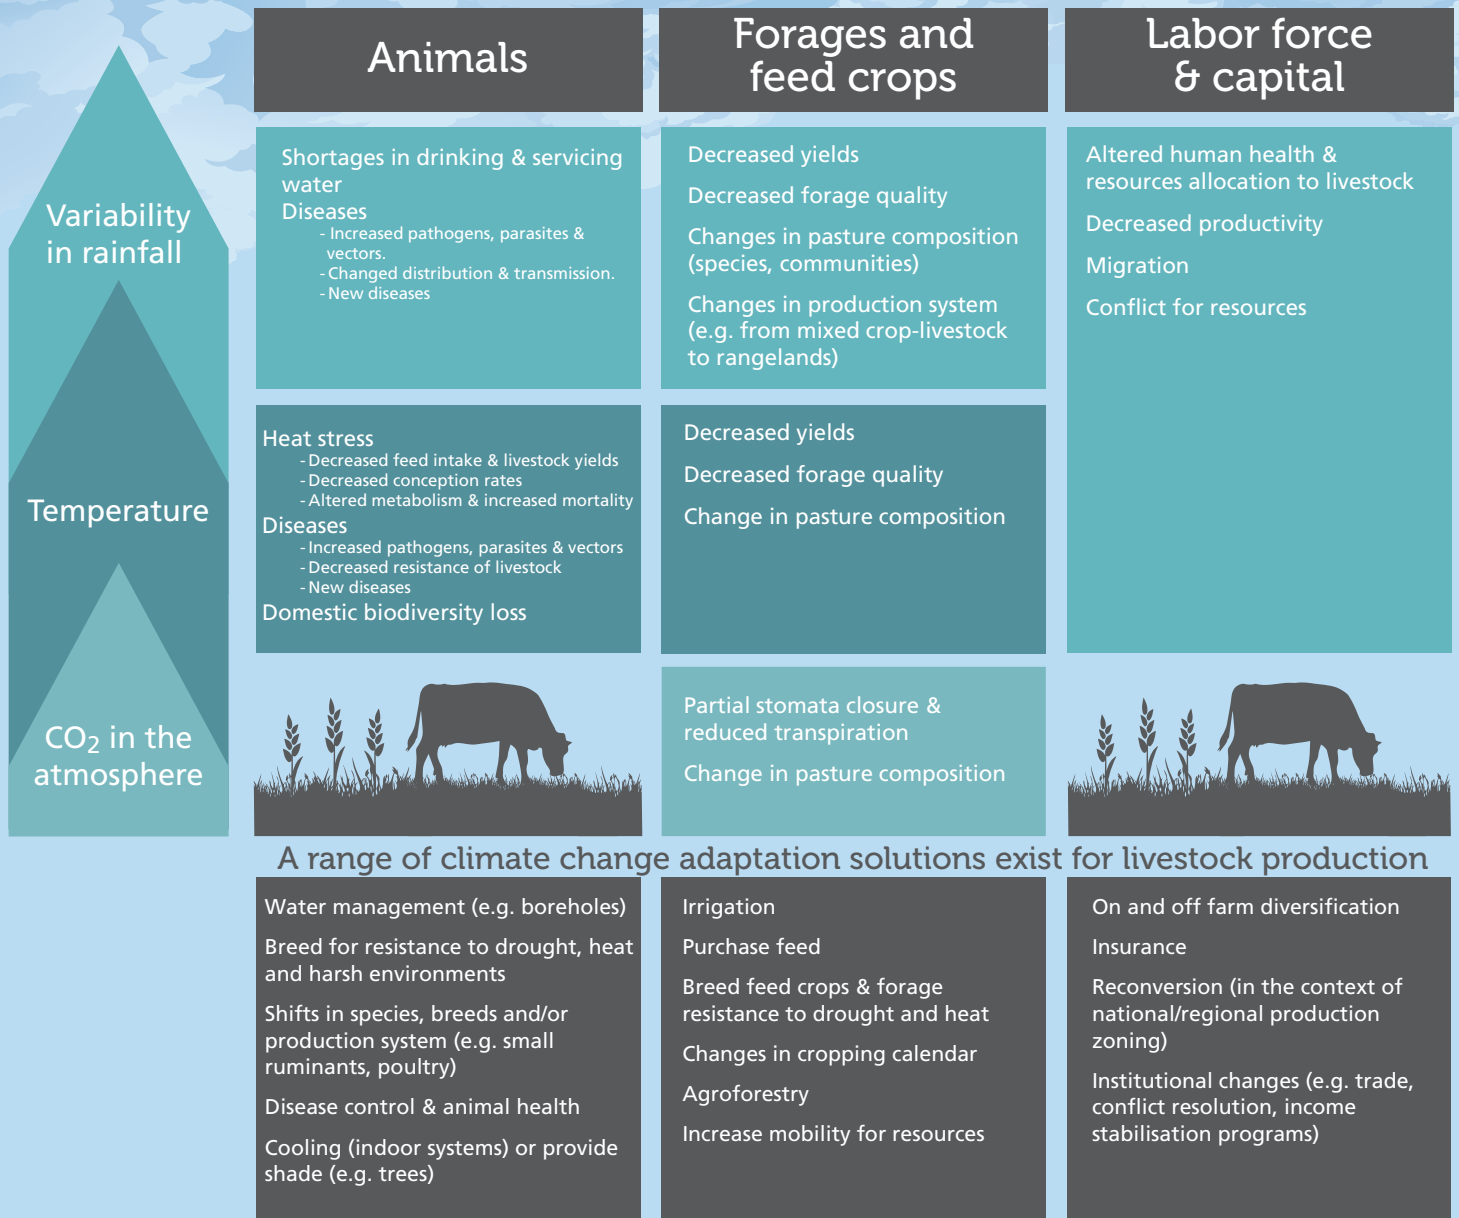 Animals
Forages and
feed crops
Labor force
& capital
Variability
in rainfall
Shortages in drinking & servicing
water
Diseases
- Increased pathogens, parasites &
vectors.
- Changed distribution & transmission.
- New diseases
Decreased yields
Decreased forage quality
Changes in pasture composition
(species, communities)
Changes in production system
(e.g. from mixed crop-livestock
to rangelands)
Altered human health &
resources allocation to livestock
Decreased productivity
Migration
Conflict for resources
Temperature
Heat stress
- Decreased feed intake & livestock yields
- Decreased conception rates
- Altered metabolism & increased mortality
Diseases
- Increased pathogens, parasites & vectors
- Decreased resistance of livestock
- New diseases
Domestic biodiversity loss
Decreased yields
Decreased forage quality
Change in pasture composition
CO₂ in the
atmosphere
Partial stomata closure &
reduced transpiration
Change in pasture composition
A range of climate change adaptation solutions exist for livestock production
Water management (e.g. boreholes)
Breed for resistance to drought, heat
and harsh environments
Shifts in species, breeds and/or
production system (e.g. small
ruminants, poultry)
Disease control & animal health
Cooling (indoor systems) or provide
shade (e.g. trees)
Irrigation
Purchase feed
Breed feed crops & forage
resistance to drought and heat
Changes in cropping calendar
Agroforestry
Increase mobility for resources
On and off farm diversification
Insurance
Reconversion (in the context of
national/regional production
zoning)
Institutional changes (e.g. trade,
conflict resolution, income
stabilisation programs)